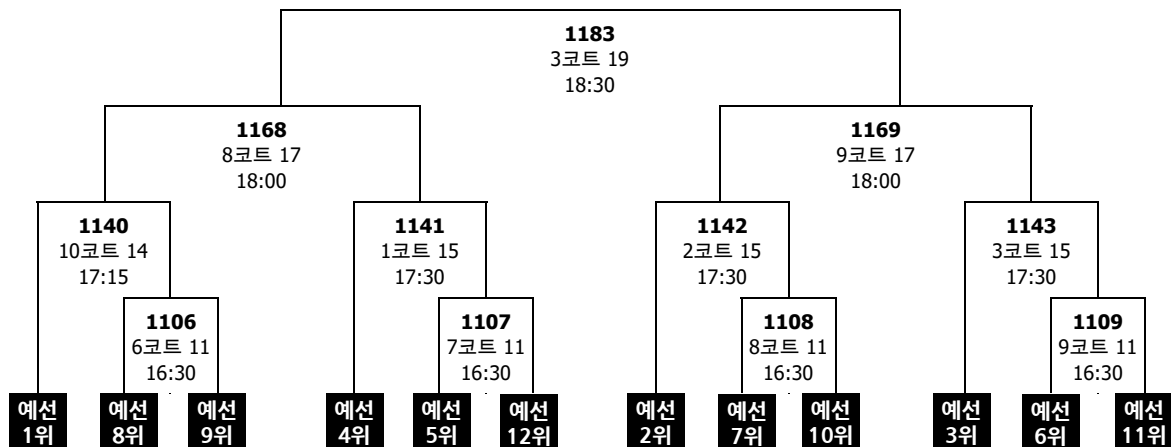 1183
3코트 19
18:30
1168
8코트 17
18:00
1169
9코트 17
18:00
1140
10코트 14
17:15
1141
1코트 15
17:30
1142
2코트 15
17:30
1143
3코트 15
17:30
1106
6코트 11
16:30
1107
7코트 11
16:30
1108
8코트 11
16:30
1109
9코트 11
16:30
예선
1위
예선
8위
예선
9위
예선
4위
예선
5위
예선
12위
예선
2위
예선
7위
예선
10위
예선
3위
예선
6위
예선
11위